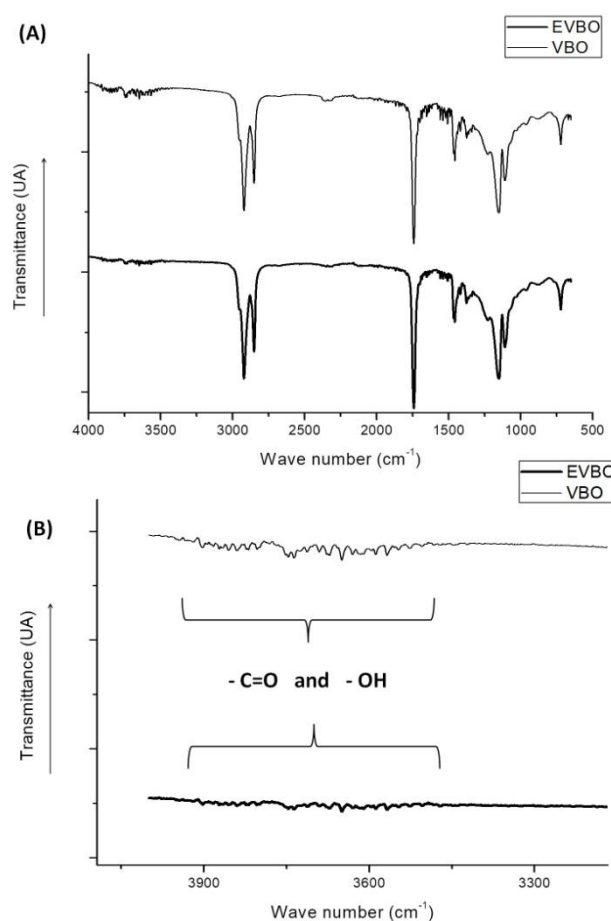 (A)
EVBO
VBO
Transmittance (UA)
4000 3500 3000 2500 2000 1500 1000 500
Wave number (cm⁻¹)
EVBO
VBO
(B)
Transmittance (UA)
- C=O and - OH
3900 3600 3300
Wave number (cm⁻¹)